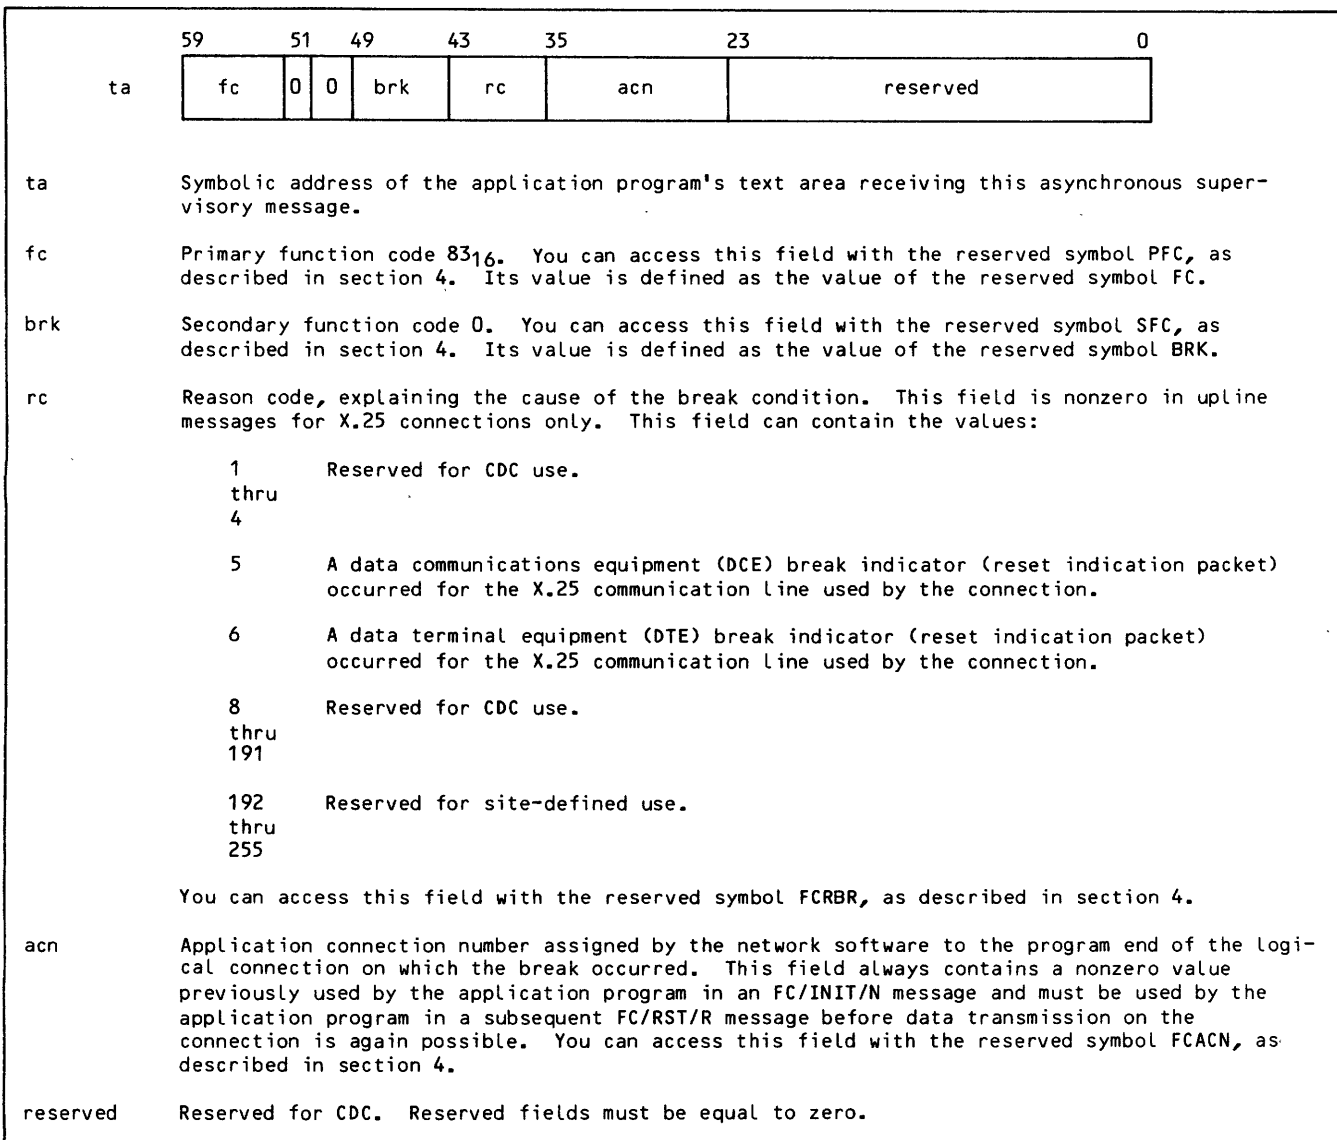 59 51 49 43 35 23 0
ta fc 0 0 brk rc acn reserved
ta Symbolic address of the application program's text area receiving this asynchronous super-
visory message.
fc Primary function code 83₁₆. You can access this field with the reserved symbol PFC, as
described in section 4. Its value is defined as the value of the reserved symbol FC.
brk Secondary function code 0. You can access this field with the reserved symbol SFC, as
described in section 4. Its value is defined as the value of the reserved symbol BRK.
rc Reason code, explaining the cause of the break condition. This field is nonzero in upline
messages for X.25 connections only. This field can contain the values:
1 Reserved for CDC use.
thru
4
5 A data communications equipment (DCE) break indicator (reset indication packet)
occurred for the X.25 communication line used by the connection.
6 A data terminal equipment (DTE) break indicator (reset indication packet)
occurred for the X.25 communication line used by the connection.
8 Reserved for CDC use.
thru
191
192 Reserved for site-defined use.
thru
255
You can access this field with the reserved symbol FCRBR, as described in section 4.
acn Application connection number assigned by the network software to the program end of the logi-
cal connection on which the break occurred. This field always contains a nonzero value
previously used by the application program in an FC/INIT/N message and must be used by the
application program in a subsequent FC/RST/R message before data transmission on the
connection is again possible. You can access this field with the reserved symbol FCACN, as
described in section 4.
reserved Reserved for CDC. Reserved fields must be equal to zero.